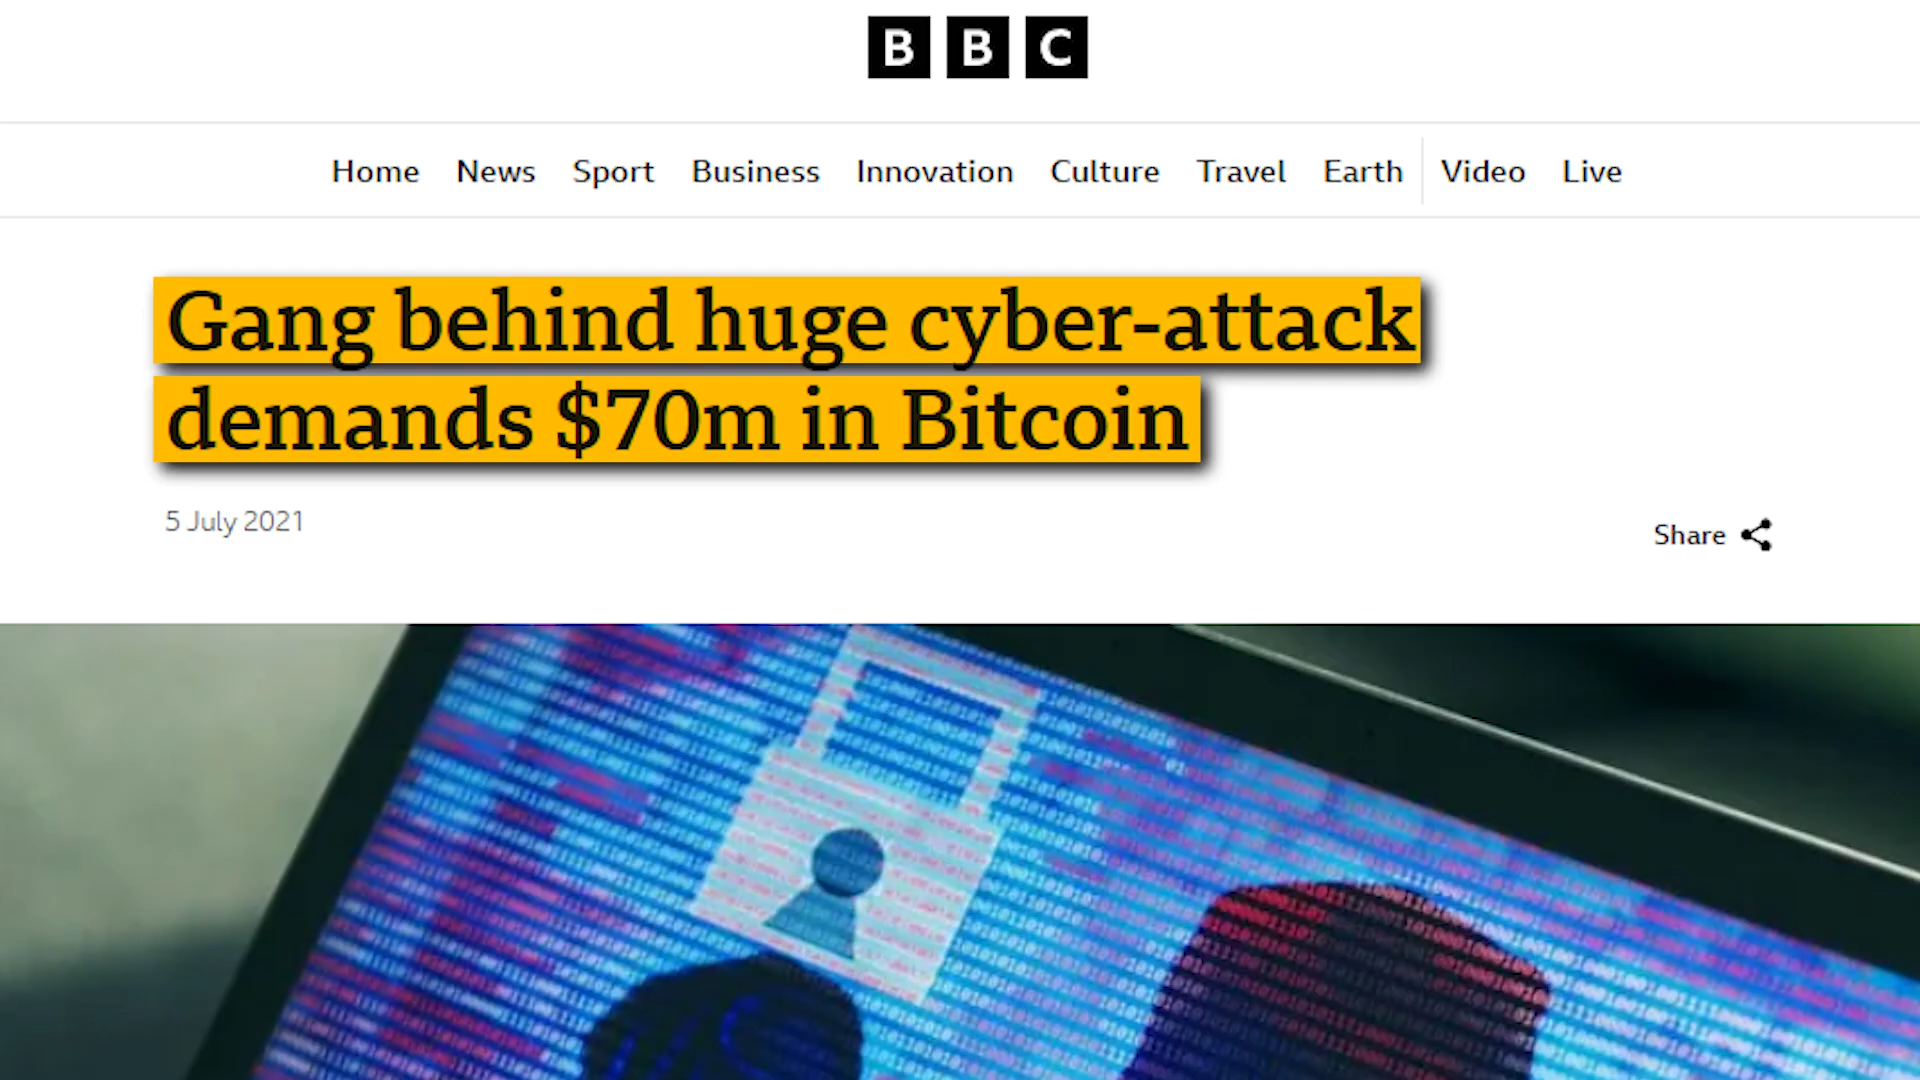 BBC
Home News Sport Business Innovation Culture Travel Earth Video Live
Gang behind huge cyber-attack
demands $70m in Bitcoin
5 July 2021
Share